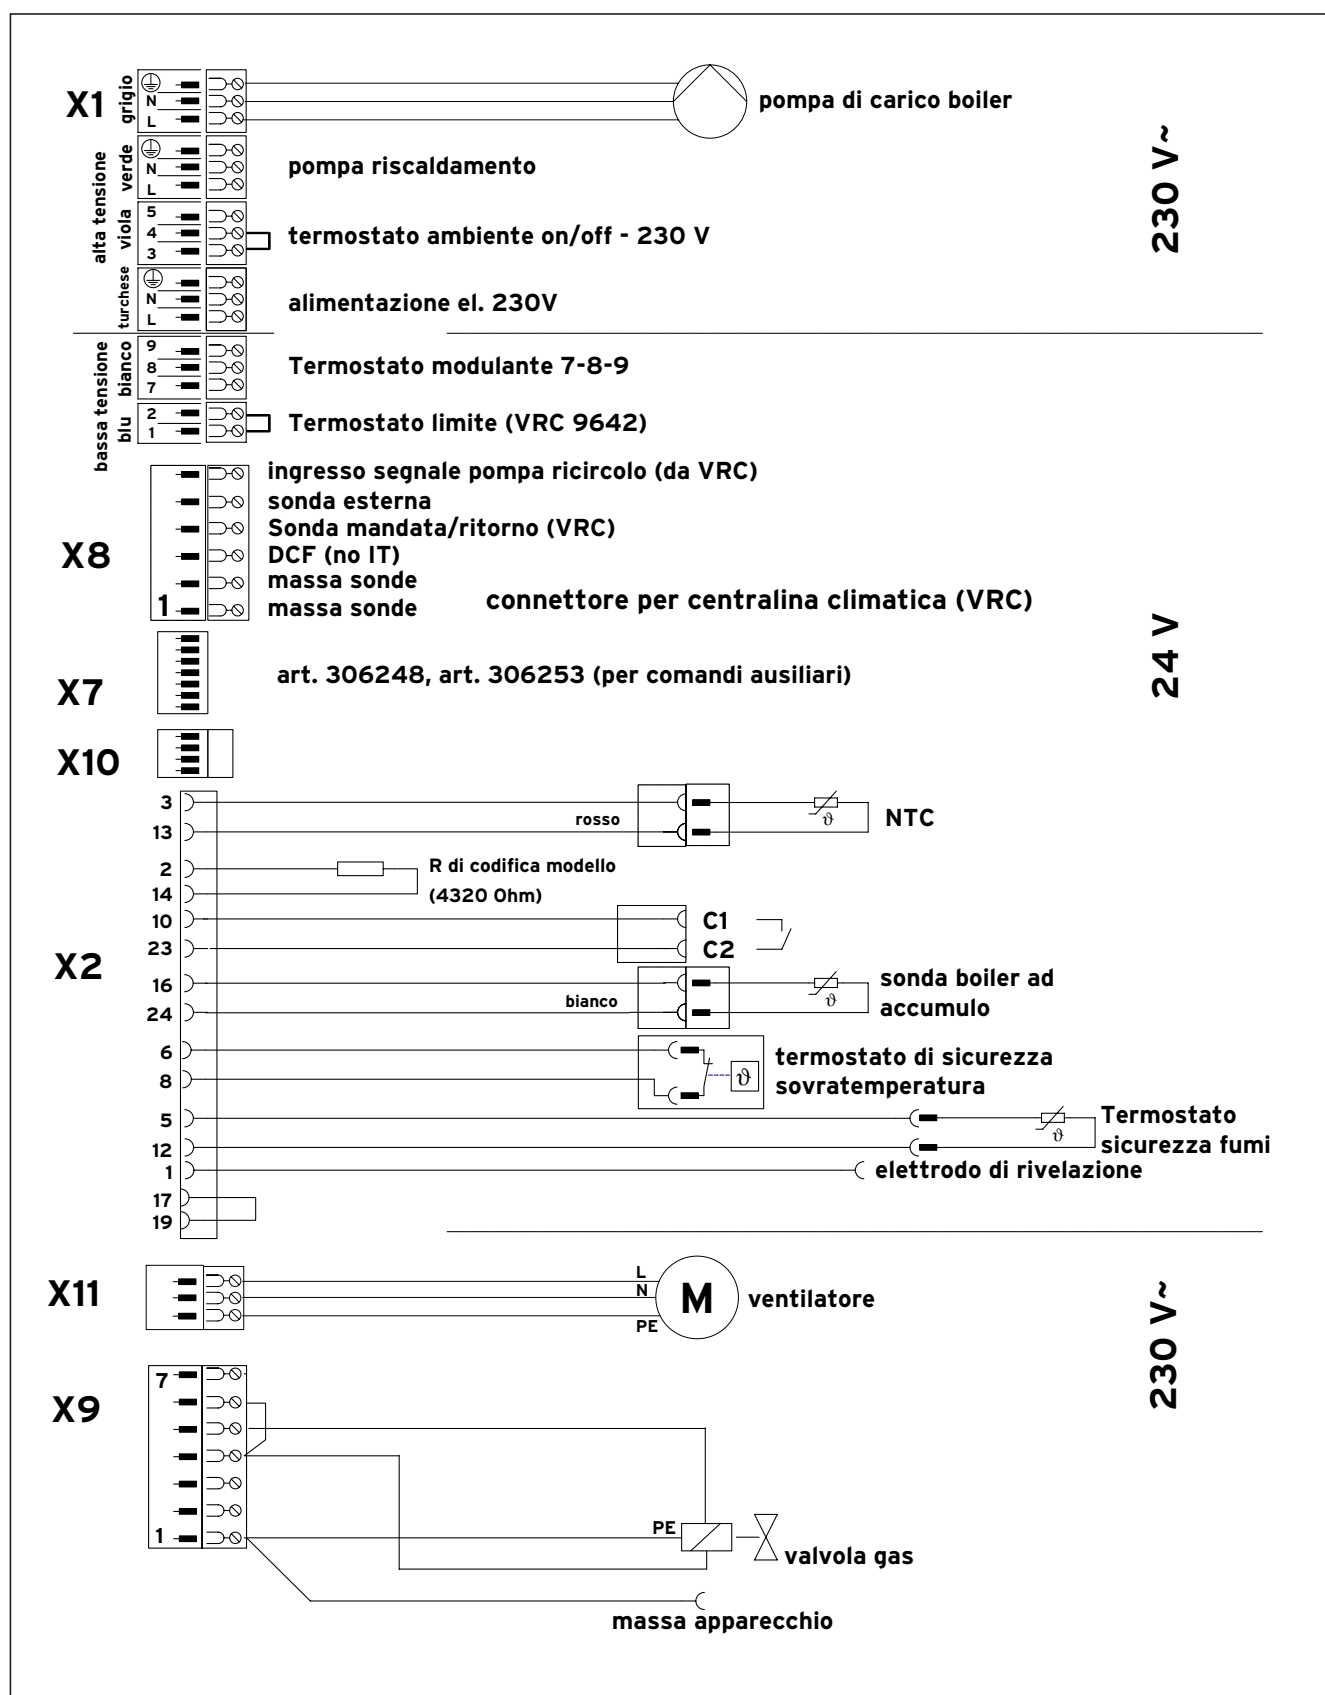 X1
grigio
N
L
pompa di carico boiler
230 V~
alta tensione
verde
N
L
pompa riscaldamento
viola
5
4
3
termostato ambiente on/off - 230 V
turchese
N
L
alimentazione el. 230V
bassa tensione
bianco
9
8
7
Termostato modulante 7-8-9
blu
2
1
Termostato limite (VRC 9642)
X8
1
ingresso segnale pompa ricircolo (da VRC)
sonda esterna
Sonda mandata/ritorno (VRC)
DCF (no IT)
massa sonde
massa sonde
connettore per centralina climatica (VRC)
24 V
X7
art. 306248, art. 306253 (per comandi ausiliari)
X10
X2
3
13
rosso
ϑ
NTC
2
14
R di codifica modello
(4320 Ohm)
10
23
C1
C2
16
24
bianco
ϑ
sonda boiler ad
accumulo
6
8
ϑ
termostato di sicurezza
sovratemperatura
5
12
ϑ
Termostato
sicurezza fumi
1
elettrodo di rivelazione
17
19
X11
L
N
PE
M
ventilatore
230 V~
X9
7
1
PE
valvola gas
massa apparecchio